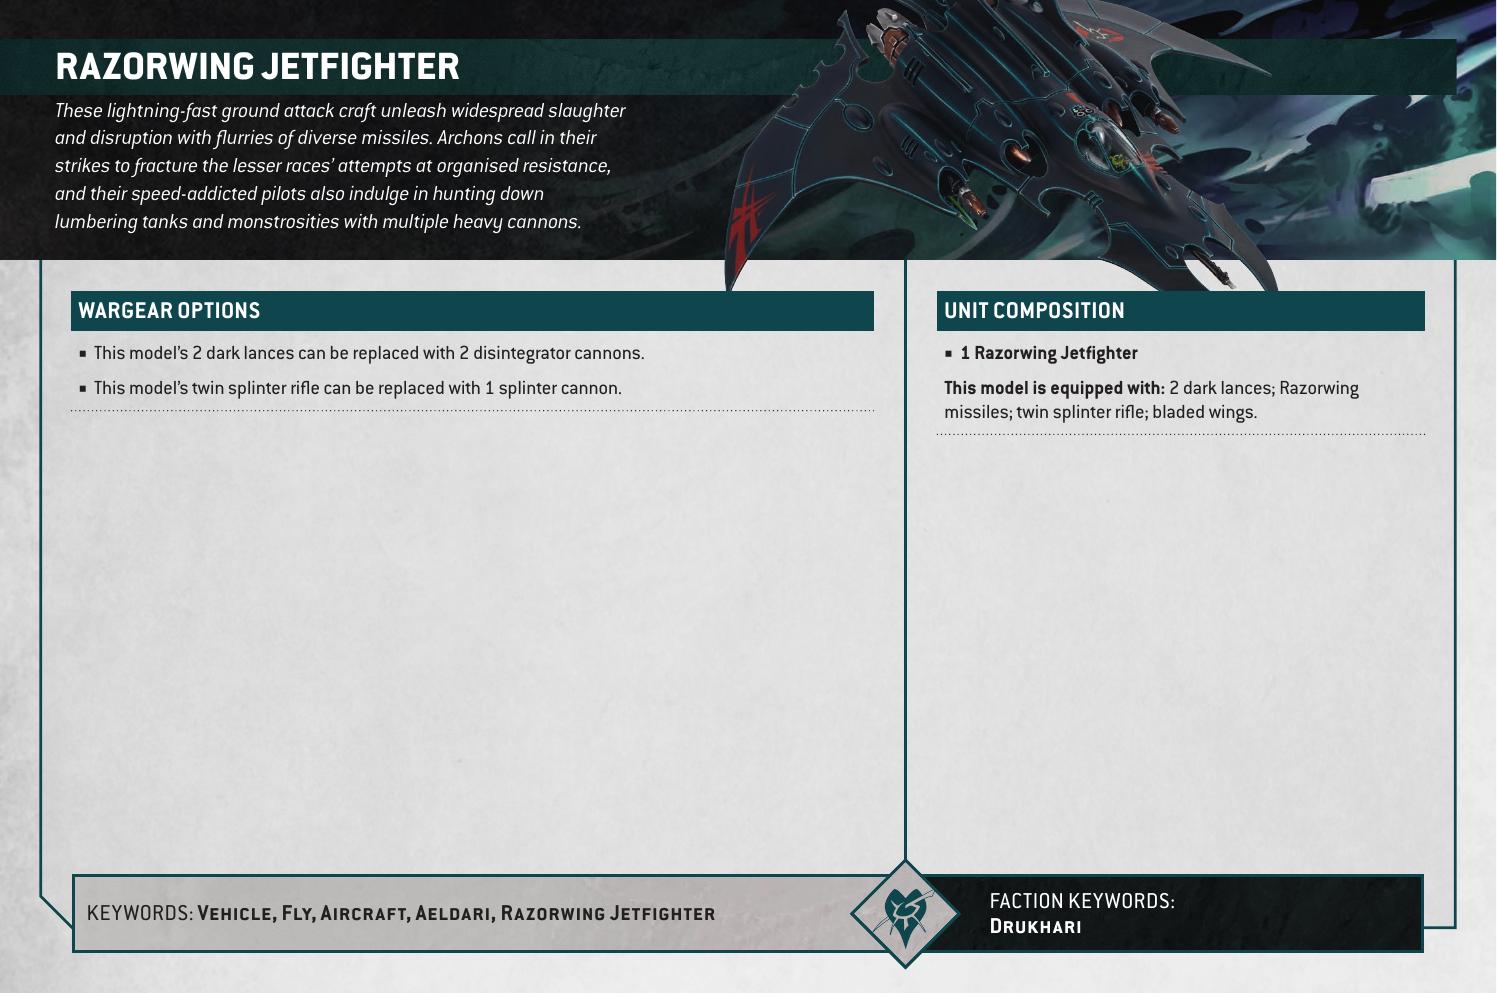 RAZORWING JETFIGHTER
These lightning-fast ground attack craft unleash widespread slaughter
and disruption with flurries of diverse missiles. Archons call in their
strikes to fracture the lesser races’ attempts at organised resistance,
and their speed-addicted pilots also indulge in hunting down
lumbering tanks and monstrosities with multiple heavy cannons.
WARGEAR OPTIONS
■ This model’s 2 dark lances can be replaced with 2 disintegrator cannons.
■ This model’s twin splinter rifle can be replaced with 1 splinter cannon.
UNIT COMPOSITION
■ 1 Razorwing Jetfighter
This model is equipped with: 2 dark lances; Razorwing
missiles; twin splinter rifle; bladed wings.
KEYWORDS: Vehicle, Fly, Aircraft, Aeldari, Razorwing Jetfighter
FACTION KEYWORDS:
Drukhari